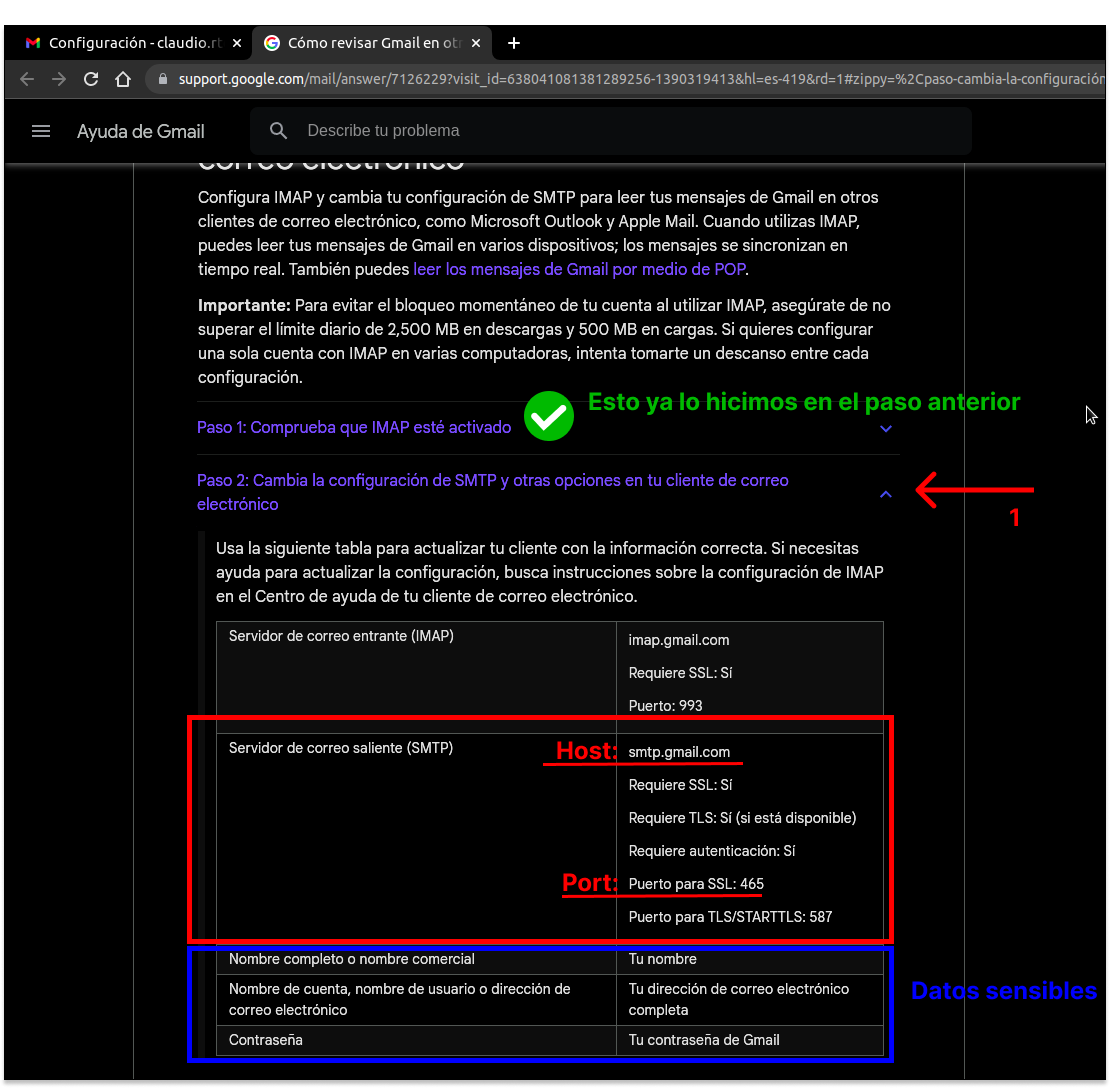 Configuración - claudio.rt
Cómo revisar Gmail en otr
support.google.com/mail/answer/7126229?visit_id=638041081381289256-1390319413&hl=es-419&rd=1#zippy=%2Cpaso-cambia-la-configuración
Ayuda de Gmail
Describe tu problema
correo electrónico
Configura IMAP y cambia tu configuración de SMTP para leer tus mensajes de Gmail en otros
clientes de correo electrónico, como Microsoft Outlook y Apple Mail. Cuando utilizas IMAP,
puedes leer tus mensajes de Gmail en varios dispositivos; los mensajes se sincronizan en
tiempo real. También puedes leer los mensajes de Gmail por medio de POP.
Importante: Para evitar el bloqueo momentáneo de tu cuenta al utilizar IMAP, asegúrate de no
superar el límite diario de 2,500 MB en descargas y 500 MB en cargas. Si quieres configurar
una sola cuenta con IMAP en varias computadoras, intenta tomarte un descanso entre cada
configuración.
Esto ya lo hicimos en el paso anterior
Paso 1: Comprueba que IMAP esté activado
Paso 2: Cambia la configuración de SMTP y otras opciones en tu cliente de correo
electrónico
1
Usa la siguiente tabla para actualizar tu cliente con la información correcta. Si necesitas
ayuda para actualizar la configuración, busca instrucciones sobre la configuración de IMAP
en el Centro de ayuda de tu cliente de correo electrónico.
Servidor de correo entrante (IMAP)
imap.gmail.com
Requiere SSL: Sí
Puerto: 993
Servidor de correo saliente (SMTP)
Host: smtp.gmail.com
Requiere SSL: Sí
Requiere TLS: Sí (si está disponible)
Requiere autenticación: Sí
Port: Puerto para SSL: 465
Puerto para TLS/STARTTLS: 587
Nombre completo o nombre comercial
Tu nombre
Nombre de cuenta, nombre de usuario o dirección de
correo electrónico
Tu dirección de correo electrónico
completa
Datos sensibles
Contraseña
Tu contraseña de Gmail